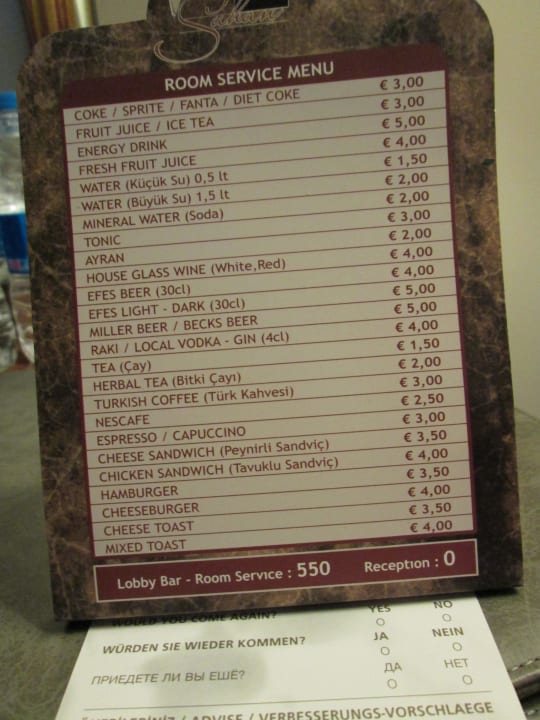 Sultan
ROOM SERVICE MENU
COKE / SPRITE / FANTA / DIET COKE € 3,00
FRUIT JUICE / ICE TEA € 3,00
ENERGY DRINK € 5,00
FRESH FRUIT JUICE € 4,00
WATER (Küçük Su) 0,5 lt € 1,50
WATER (Büyük Su) 1,5 lt € 2,00
MINERAL WATER (Soda) € 2,00
TONIC € 3,00
AYRAN € 2,00
HOUSE GLASS WINE (White,Red) € 4,00
EFES BEER (30cl) € 4,00
EFES LIGHT - DARK (30cl) € 5,00
MILLER BEER / BECKS BEER € 5,00
RAKI / LOCAL VODKA - GIN (4cl) € 4,00
TEA (Çay) € 1,50
HERBAL TEA (Bitki Çayı) € 2,00
TURKISH COFFEE (Türk Kahvesi) € 3,00
NESCAFE € 2,50
ESPRESSO / CAPUCCINO € 3,00
CHEESE SANDWICH (Peynirli Sandviç) € 3,50
CHICKEN SANDWICH (Tavuklu Sandviç) € 4,00
HAMBURGER € 3,50
CHEESEBURGER € 4,00
CHEESE TOAST € 3,50
MIXED TOAST € 4,00
Lobby Bar - Room Servıce : 550 Receptıon : 0
WOULD YOU COME AGAIN? YES NO
WÜRDEN SIE WIEDER KOMMEN? JA NEIN
ПРИЕДЕТЕ ЛИ ВЫ ЕШЁ? ДА НЕТ
/ ADVISE / VERBESSERUNGS-VORSCHLAEGE